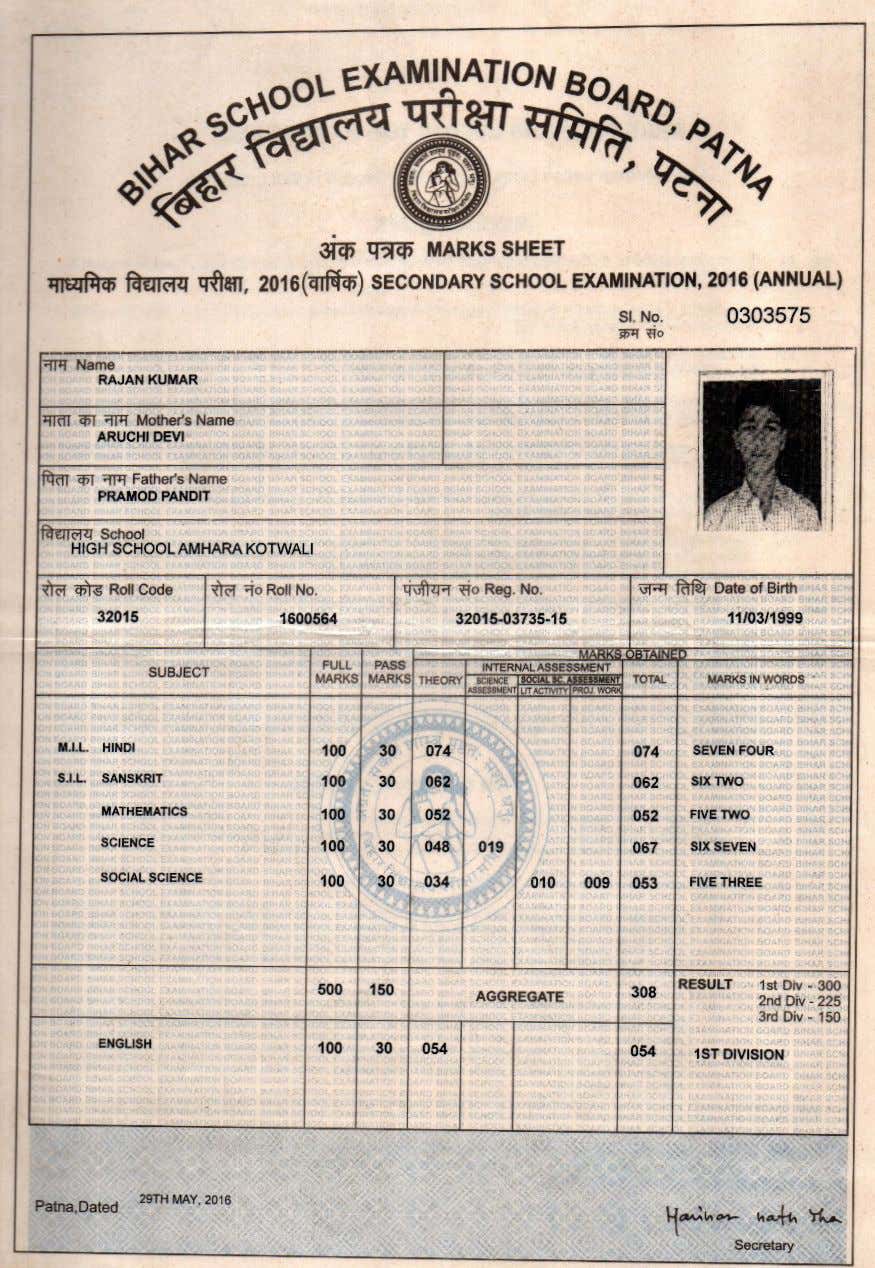 BIHAR SCHOOL EXAMINATION BOARD, PATNA
बिहार विद्यालय परीक्षा समिति, पटना
अंक पत्रक MARKS SHEET
माध्यमिक विद्यालय परीक्षा, 2016(वार्षिक) SECONDARY SCHOOL EXAMINATION, 2016 (ANNUAL)
Sl. No. 0303575
क्रम सं०
नाम Name
RAJAN KUMAR
माता का नाम Mother's Name
ARUCHI DEVI
पिता का नाम Father's Name
PRAMOD PANDIT
विद्यालय School
HIGH SCHOOL AMHARA KOTWALI
रोल कोड Roll Code रोल नं० Roll No. पंजीयन सं० Reg. No. जन्म तिथि Date of Birth
32015 1600564 32015-03735-15 11/03/1999
MARKS OBTAINED
SUBJECT FULL MARKS PASS MARKS THEORY INTERNAL ASSESSMENT TOTAL MARKS IN WORDS
SCIENCE ASSESSMENT SOCIAL SC. ASSESSMENT
LIT ACTIVITY PROJ. WORK
M.I.L. HINDI 100 30 074 074 SEVEN FOUR
S.I.L. SANSKRIT 100 30 062 062 SIX TWO
MATHEMATICS 100 30 052 052 FIVE TWO
SCIENCE 100 30 048 019 067 SIX SEVEN
SOCIAL SCIENCE 100 30 034 010 009 053 FIVE THREE
500 150 AGGREGATE 308 RESULT 1st Div - 300
2nd Div - 225
3rd Div - 150
ENGLISH 100 30 054 054 1ST DIVISION
Patna,Dated 29TH MAY, 2016
Harihar nath Jha
Secretary